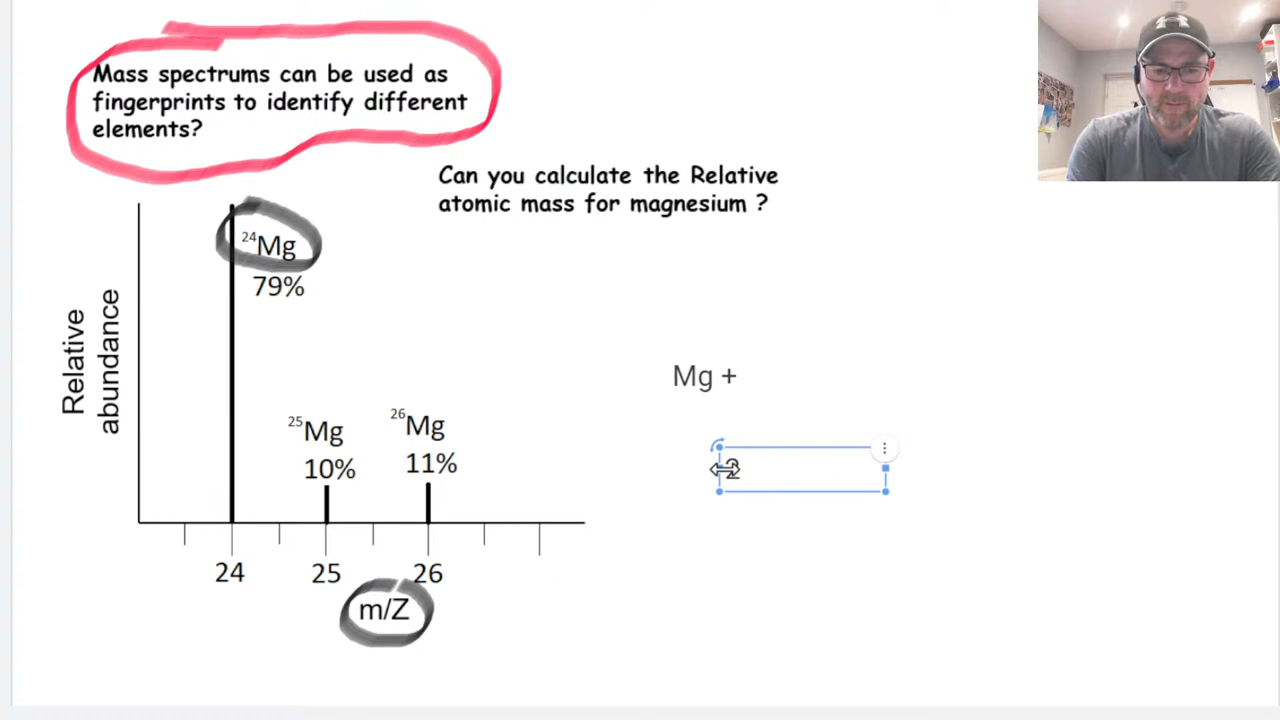 Mass spectrums can be used as
fingerprints to identify different
elements?
Can you calculate the Relative
atomic mass for magnesium ?
24Mg
79%
Relative
abundance
25Mg
10%
26Mg
11%
Mg +
2
24
25
26
m/Z